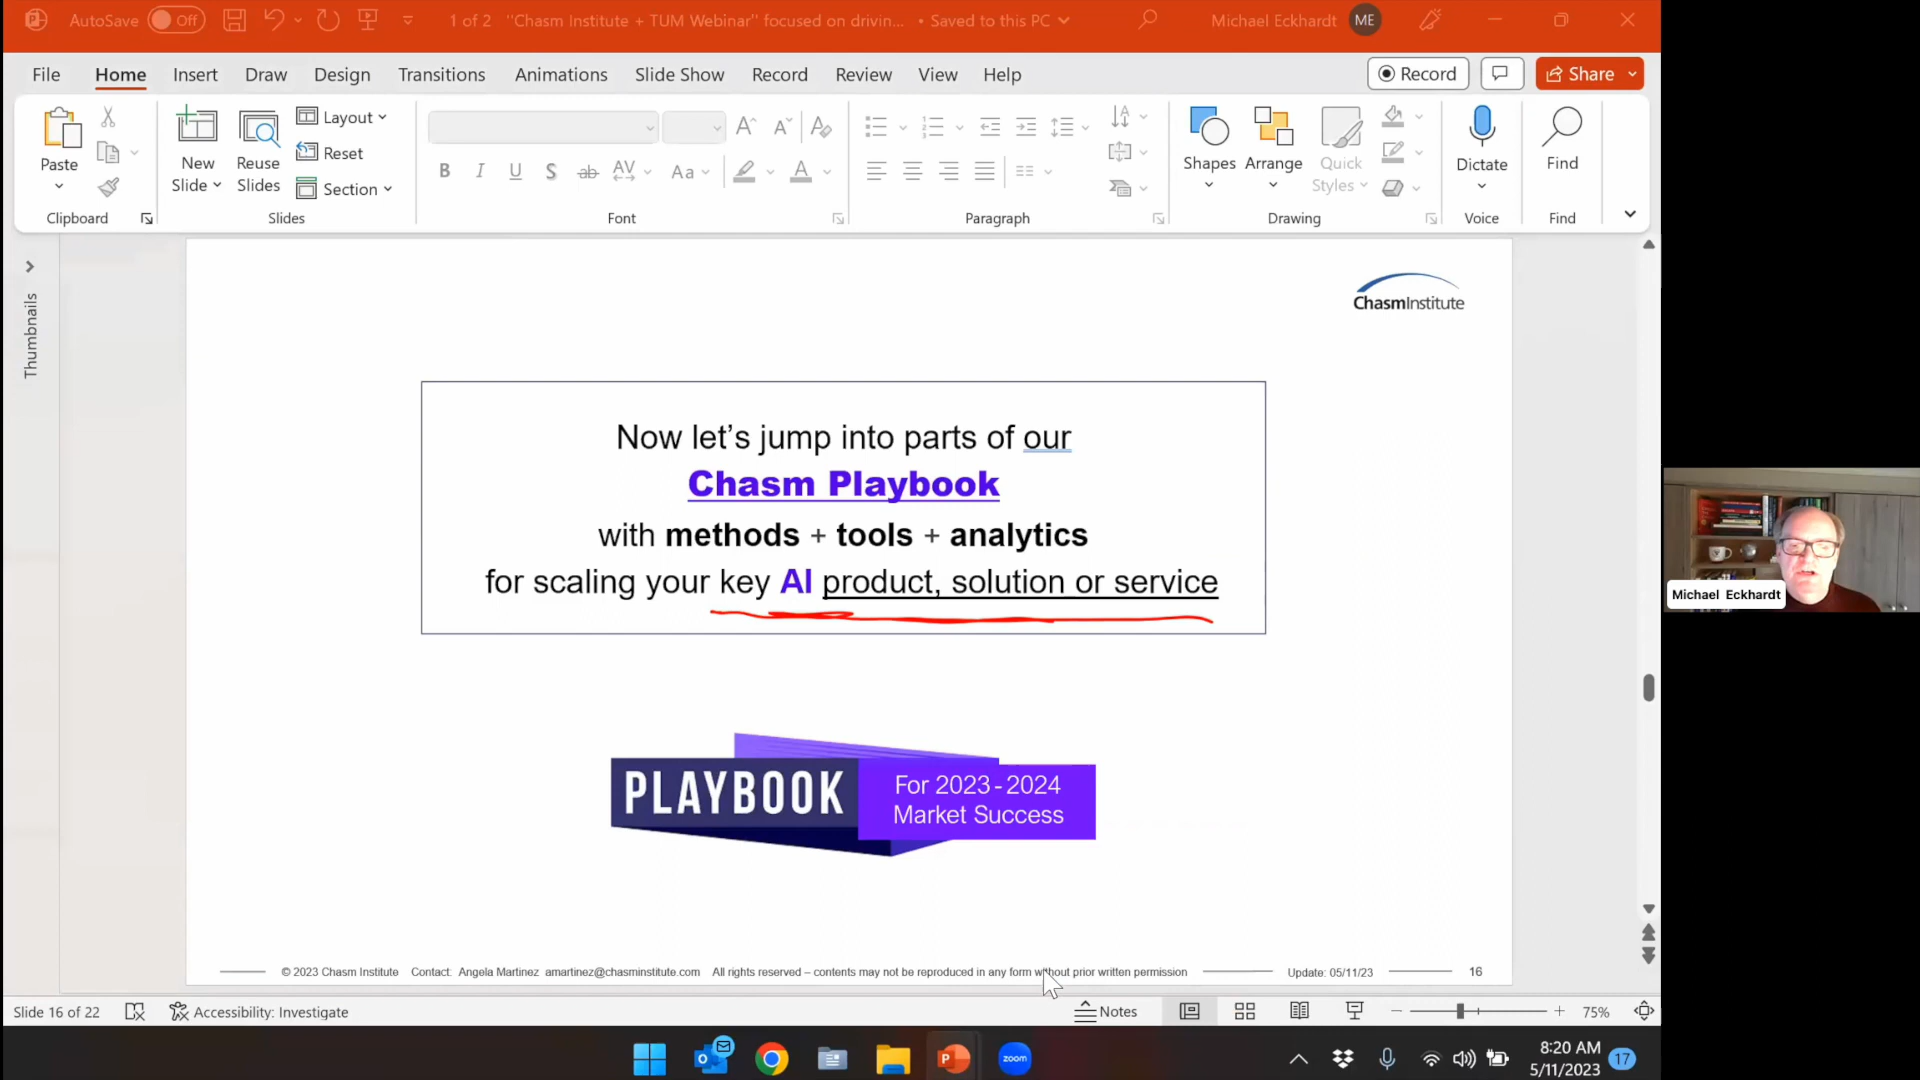 AutoSave Off 1 of 2 "Chasm Institute + TUM Webinar" focused on drivin... • Saved to this PC Michael Eckhardt ME
File Home Insert Draw Design Transitions Animations Slide Show Record Review View Help Record Share
Paste New Slide Reuse Slides Layout Reset Section
B I U S ab AV Aa A
Shapes Arrange Quick Styles Dictate Find
Clipboard Slides Font Paragraph Drawing Voice Find
Thumbnails
ChasmInstitute
Now let's jump into parts of our
Chasm Playbook
with methods + tools + analytics
for scaling your key AI product, solution or service
Michael Eckhardt
PLAYBOOK
For 2023-2024
Market Success
© 2023 Chasm Institute Contact: Angela Martinez amartinez@chasminstitute.com All rights reserved – contents may not be reproduced in any form without prior written permission Update: 05/11/23 16
Slide 16 of 22 Accessibility: Investigate Notes 75%
zoom
8:20 AM
5/11/2023
17